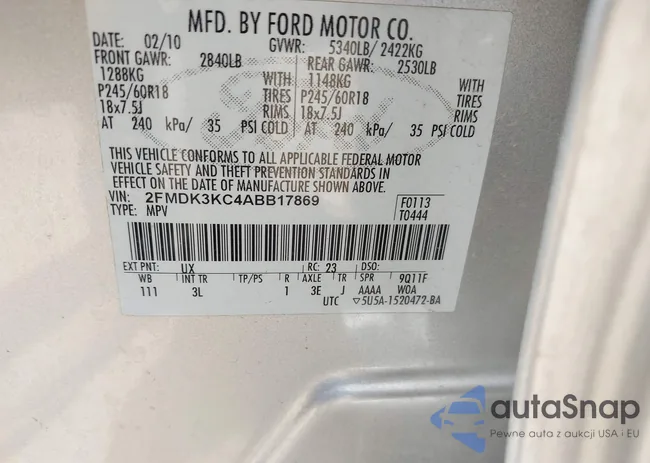 MFD. BY FORD MOTOR CO.
DATE: 02/10 GVWR: 5340LB/ 2422KG
FRONT GAWR: 2840LB REAR GAWR: 2530LB
1288KG WITH 1148KG WITH
P245/60R18 TIRES P245/60R18 TIRES
18x7.5J RIMS 18x7.5J RIMS
AT 240 kPa/ 35 PSI COLD AT 240 kPa/ 35 PSI COLD
THIS VEHICLE CONFORMS TO ALL APPLICABLE FEDERAL MOTOR
VEHICLE SAFETY AND THEFT PREVENTION STANDARDS IN
EFFECT ON THE DATE OF MANUFACTURE SHOWN ABOVE.
VIN: 2FMDK3KC4ABB17869 F0113
TYPE: MPV T0444
EXT PNT: UX RC: 23 DSO:
WB INT TR TP/PS R AXLE TR SPR 9Q11F
111 3L 1 3E J AAAA W0A
UTC ▽5U5A-1520472-BA
autaSnap
Pewne auta z aukcji USA i EU